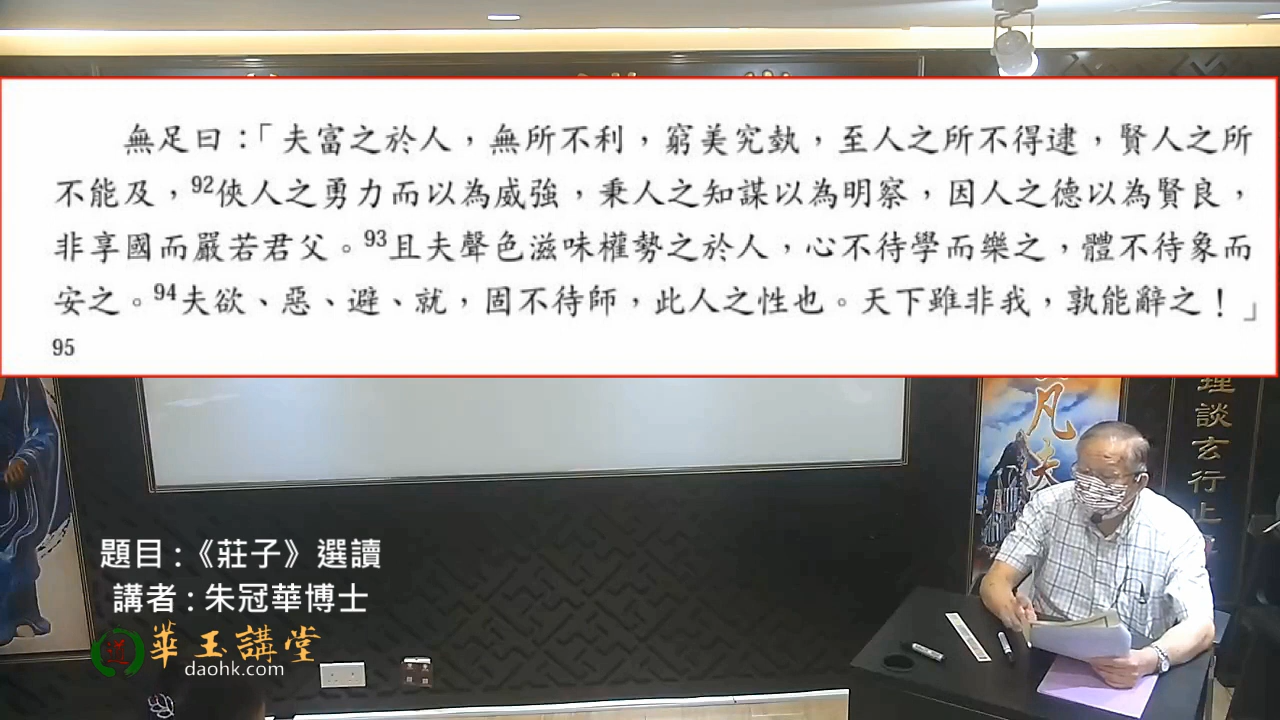 無足曰：「夫富之於人，無所不利，窮美究埶，至人之所不得逮，賢人之所
不能及，92俠人之勇力而以為威強，秉人之知謀以為明察，因人之德以為賢良，
非享國而嚴若君父。93且夫聲色滋味權勢之於人，心不待學而樂之，體不待象而
安之。94夫欲、惡、避、就，固不待師，此人之性也。天下雖非我，孰能辭之！」
95
凡夫
理談玄行上
題目：《莊子》選讀
講者：朱冠華博士
華玉講堂
daohk.com